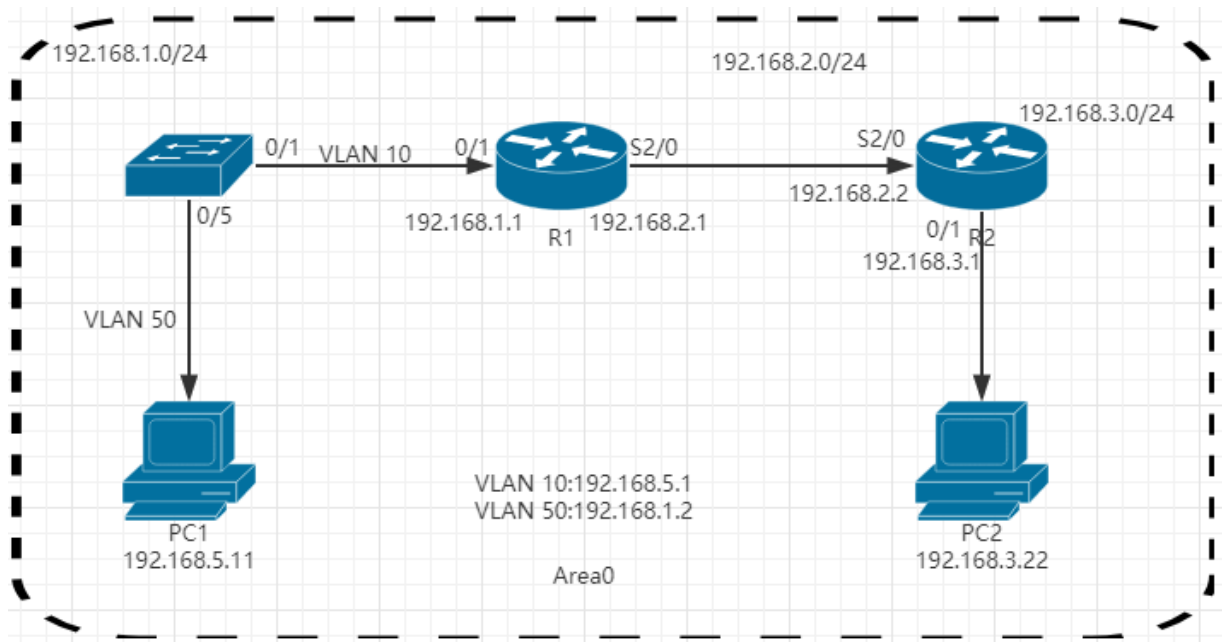 192.168.1.0/24
192.168.2.0/24
192.168.3.0/24
0/1
VLAN 10
0/1
S2/0
S2/0
192.168.1.1
192.168.2.1
192.168.2.2
R1
0/5
0/1
R2
192.168.3.1
VLAN 50
VLAN 10:192.168.5.1
VLAN 50:192.168.1.2
PC1
192.168.5.11
PC2
192.168.3.22
Area0